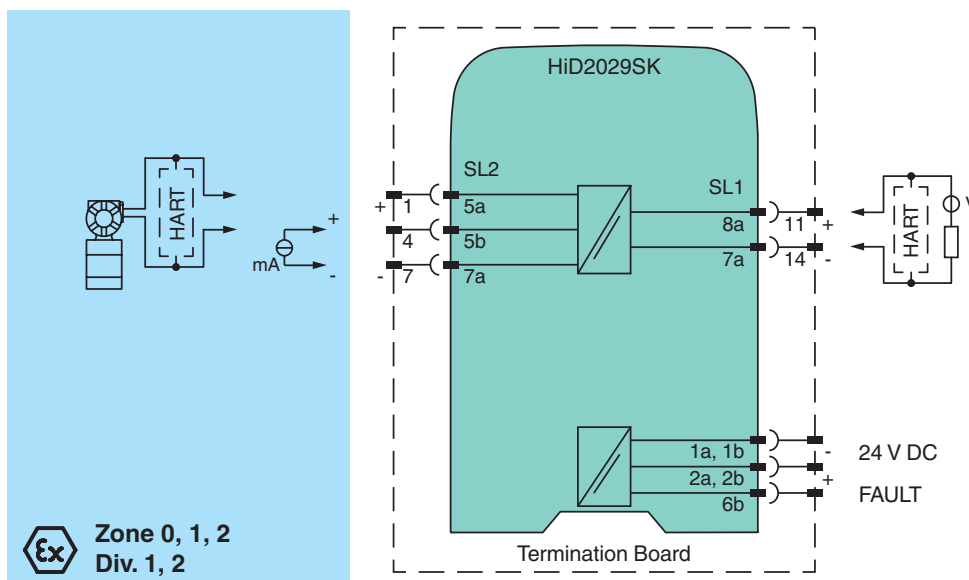 HiD2029SK
SL2
SL1
HART
+
mA
-
+ 1
5a
4
5b
- 7
7a
8a
11 +
7a
14 -
HART
V
1a, 1b
-
24 V DC
2a, 2b
+
6b
FAULT
Ex
Zone 0, 1, 2
Div. 1, 2
Termination Board